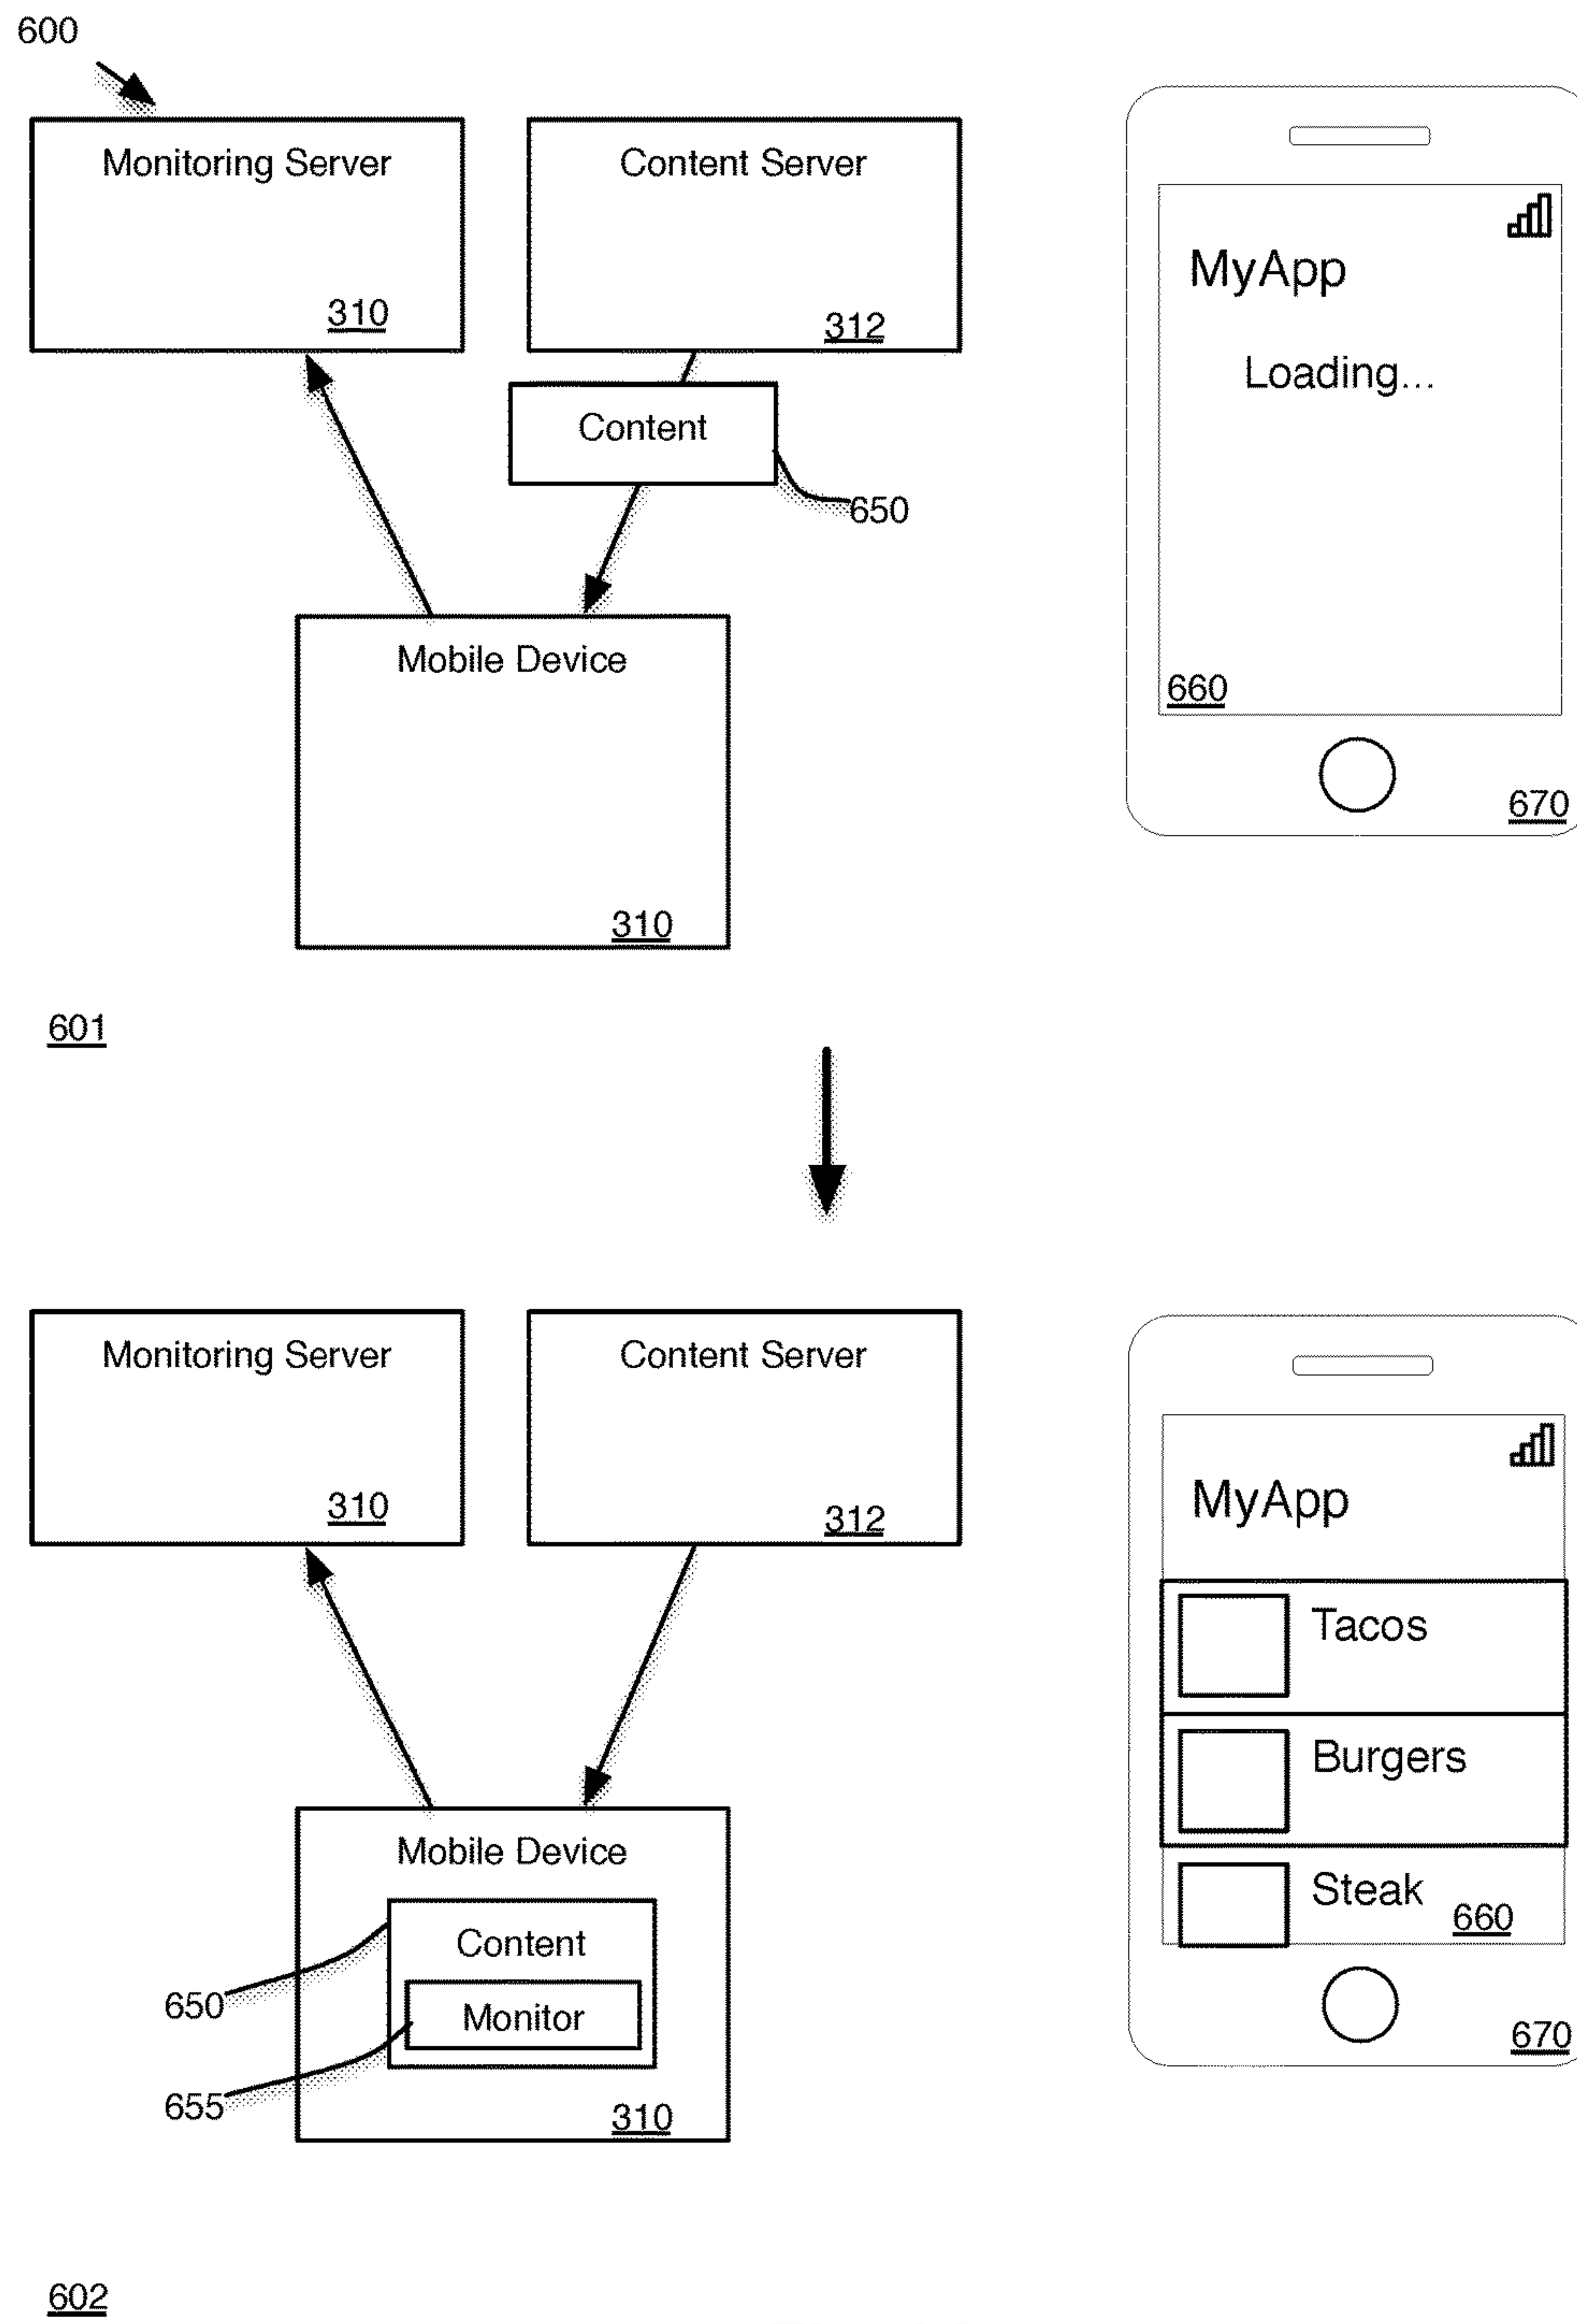 600
Monitoring Server
310
Content Server
312
Content
650
Mobile Device
310
MyApp
Loading...
660
670
601
Monitoring Server
310
Content Server
312
Mobile Device
Content
Monitor
650
655
310
MyApp
Tacos
Burgers
Steak
660
670
602